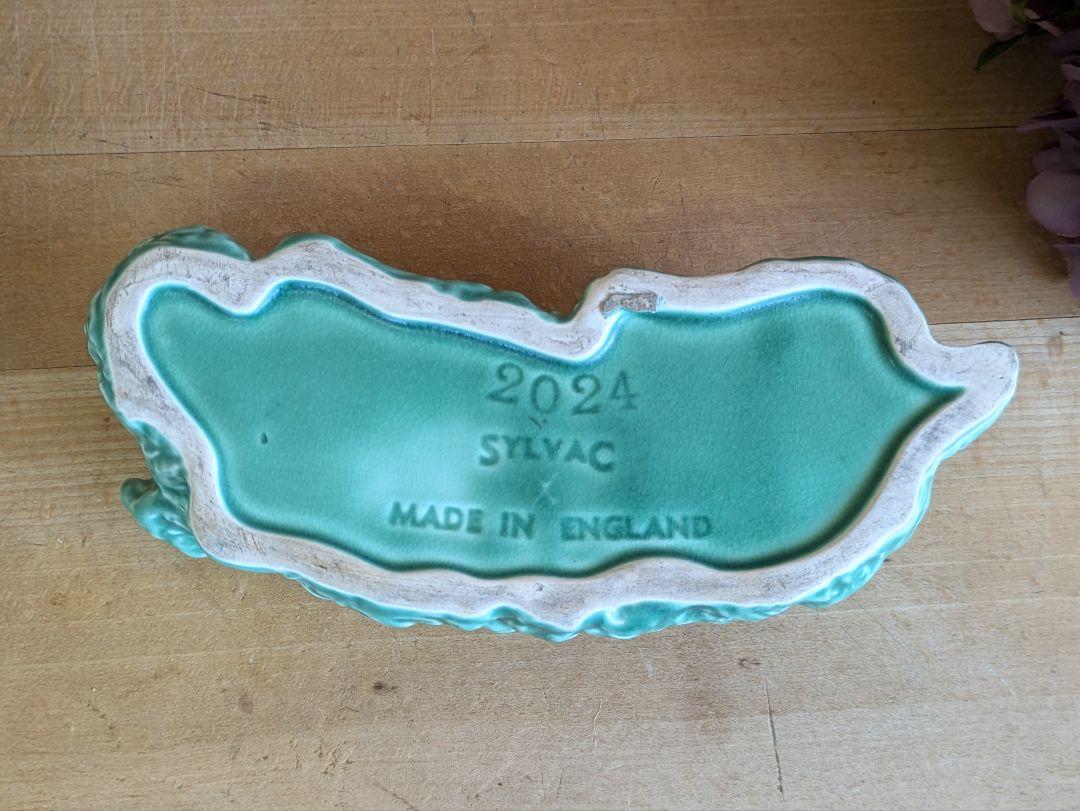 2024
SYLVAC
X
MADE IN ENGLAND